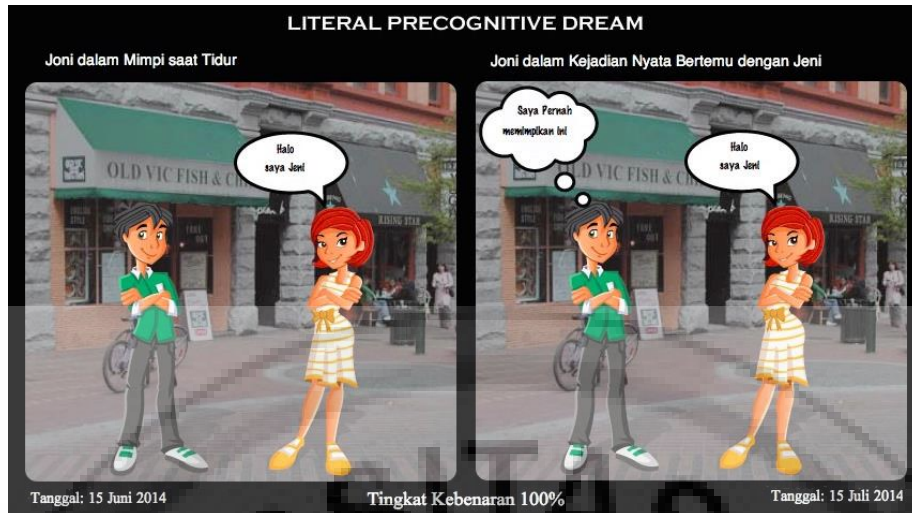 LITERAL PRECOGNITIVE DREAM
Joni dalam Mimpi saat Tidur
Halo
saya Jeni
OLD VIC FISH &
RISING STAR
Joni dalam Kejadian Nyata Bertemu dengan Jeni
Saya Pernah
memimpikan ini
Halo
saya Jeni
OLD VIC FISH &
RISING STAR
Tanggal: 15 Juni 2014
Tingkat Kebenaran 100%
Tanggal: 15 Juli 2014